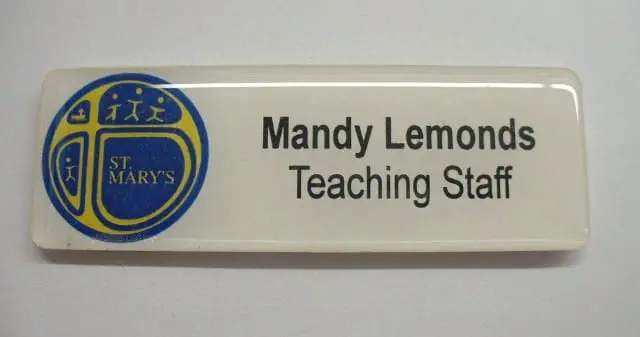 ST.
MARY'S
Mandy Lemonds
Teaching Staff